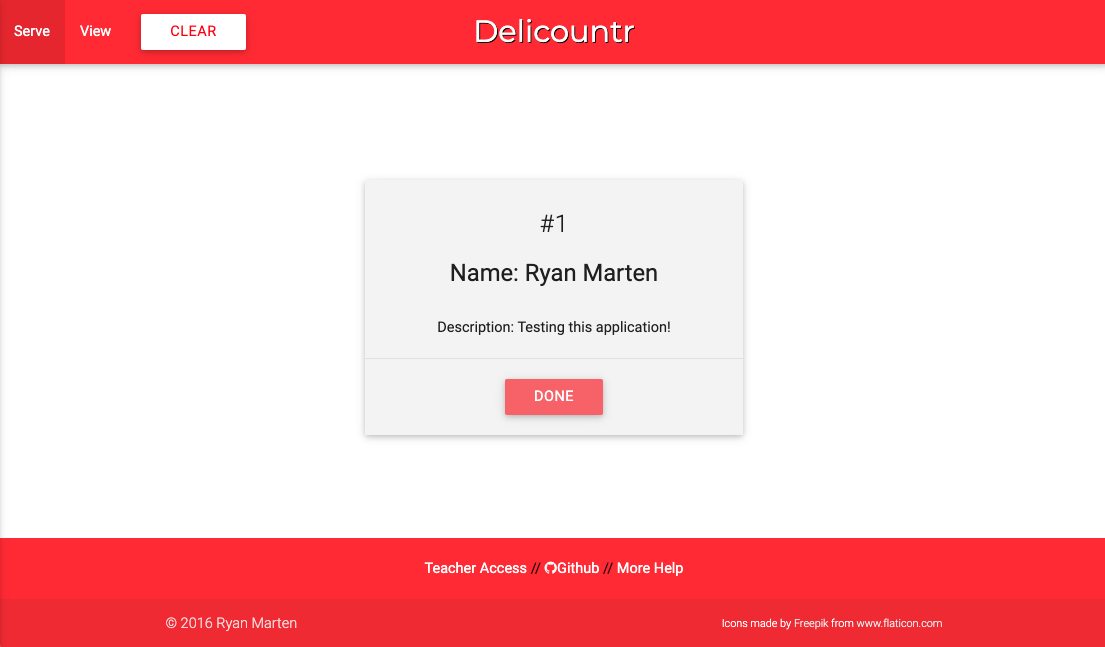 Serve View CLEAR Delicountr
#1
Name: Ryan Marten
Description: Testing this application!
DONE
Teacher Access // Github // More Help
© 2016 Ryan Marten Icons made by Freepik from www.flaticon.com